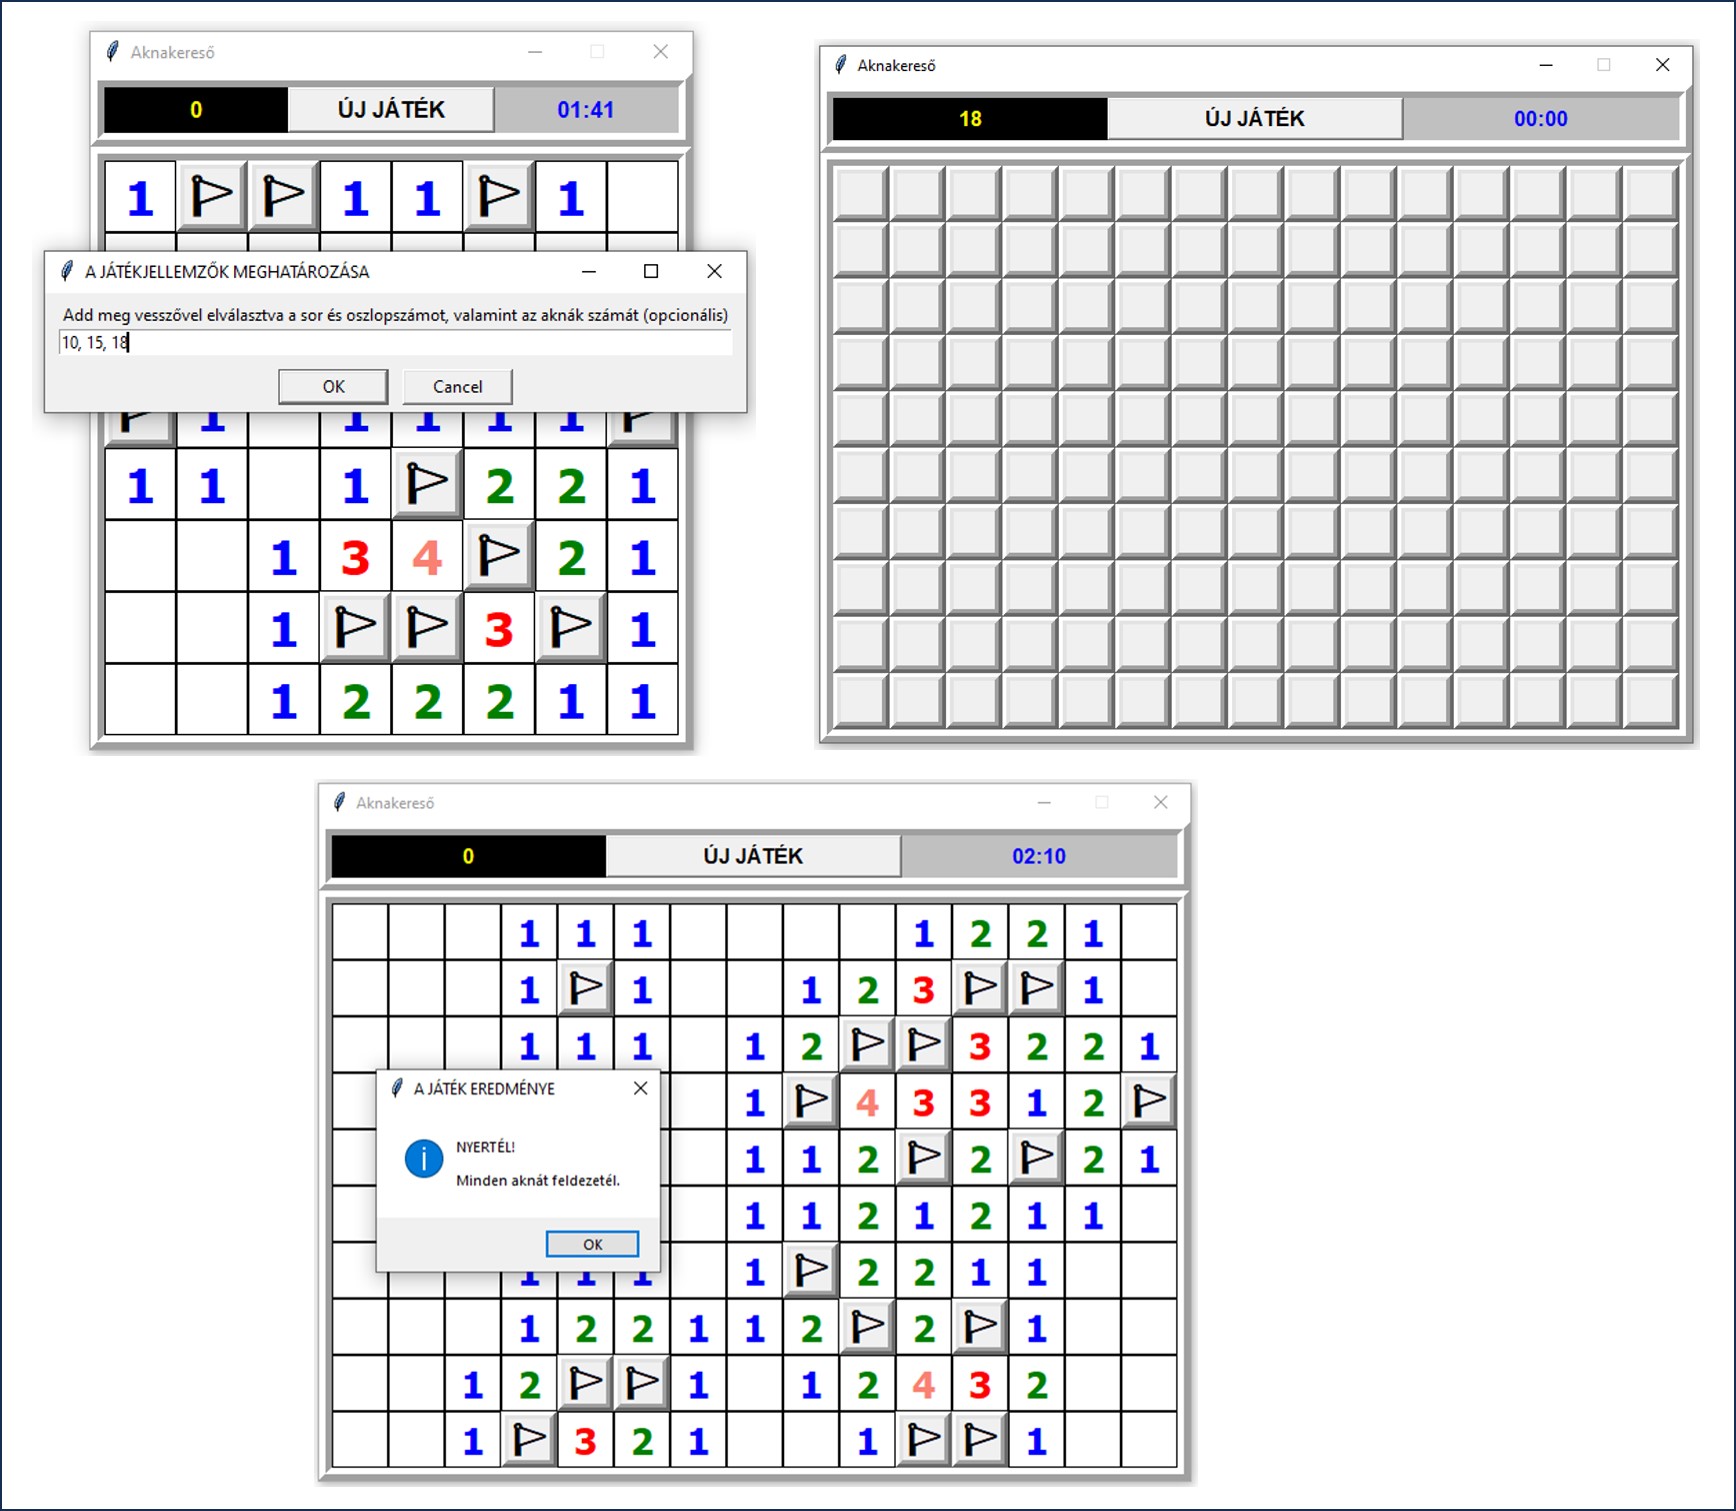 Aknakereső
0 ÚJ JÁTÉK 01:41
1 1 1 1
A JÁTÉKJELLEMZŐK MEGHATÁROZÁSA
Add meg vesszővel elválasztva a sor és oszlopszámot, valamint az aknák számát (opcionális)
10, 15, 18
OK Cancel
1 1 1 1 1
1 1 1 2 2 1
1 3 4 2 1
1 3 1
1 2 2 2 1 1
Aknakereső
18 ÚJ JÁTÉK 00:00
Aknakereső
0 ÚJ JÁTÉK 02:10
1 1 1 1 2 2 1
1 1 1 2 3 1
1 1 1 1 2 3 2 2 1
1 4 3 3 1 2
1 1 2 2 2 1
1 1 2 1 2 1 1
1 1 1 1 2 2 1 1
1 2 2 1 1 2 2 1
1 2 1 1 2 4 3 2
1 3 2 1 1 1
A JÁTÉK EREDMÉNYE
NYERTÉL!
Minden aknát feldezetél.
OK